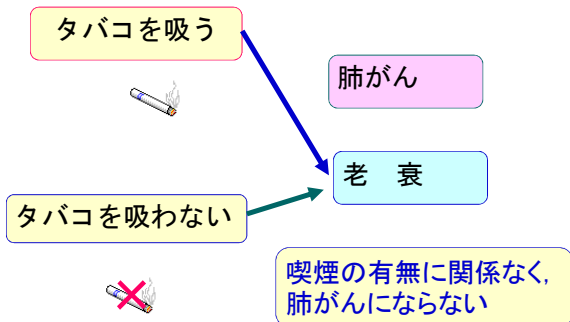 タバコを吸う
肺がん
老　衰
タバコを吸わない
喫煙の有無に関係なく,
肺がんにならない